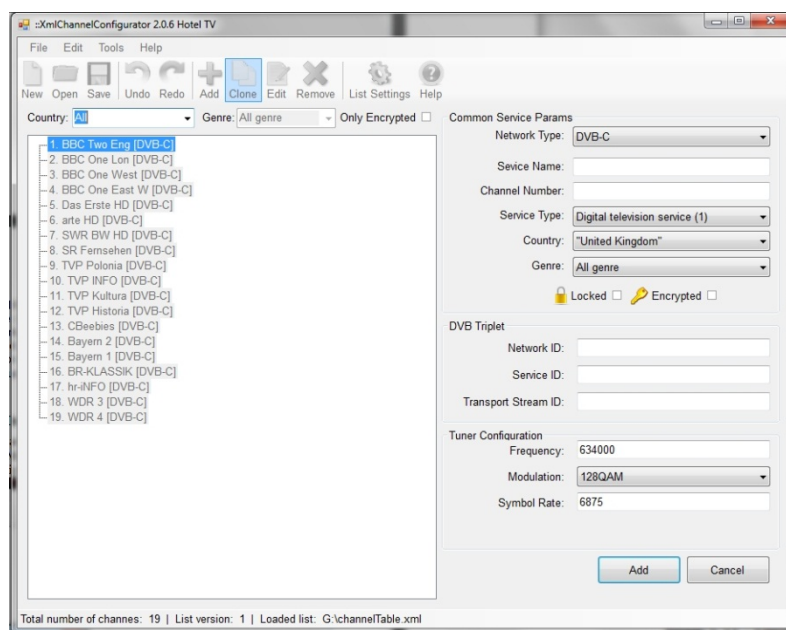 ::XmlChannelConfigurator 2.0.6 Hotel TV
File Edit Tools Help
New Open Save Undo Redo Add Clone Edit Remove List Settings Help
Country: All Genre: All genre Only Encrypted
1. BBC Two Eng [DVB-C]
2. BBC One Lon [DVB-C]
3. BBC One West [DVB-C]
4. BBC One East W [DVB-C]
5. Das Erste HD [DVB-C]
6. arte HD [DVB-C]
7. SWR BW HD [DVB-C]
8. SR Fernsehen [DVB-C]
9. TVP Polonia [DVB-C]
10. TVP INFO [DVB-C]
11. TVP Kultura [DVB-C]
12. TVP Historia [DVB-C]
13. CBeebies [DVB-C]
14. Bayern 2 [DVB-C]
15. Bayern 1 [DVB-C]
16. BR-KLASSIK [DVB-C]
17. hr-iNFO [DVB-C]
18. WDR 3 [DVB-C]
19. WDR 4 [DVB-C]
Common Service Params
Network Type: DVB-C
Sevice Name:
Channel Number:
Service Type: Digital television service (1)
Country: "United Kingdom"
Genre: All genre
Locked Encrypted
DVB Triplet
Network ID:
Service ID:
Transport Stream ID:
Tuner Configuration
Frequency: 634000
Modulation: 128QAM
Symbol Rate: 6875
Add Cancel
Total number of channes: 19 | List version: 1 | Loaded list: G:\channelTable.xml